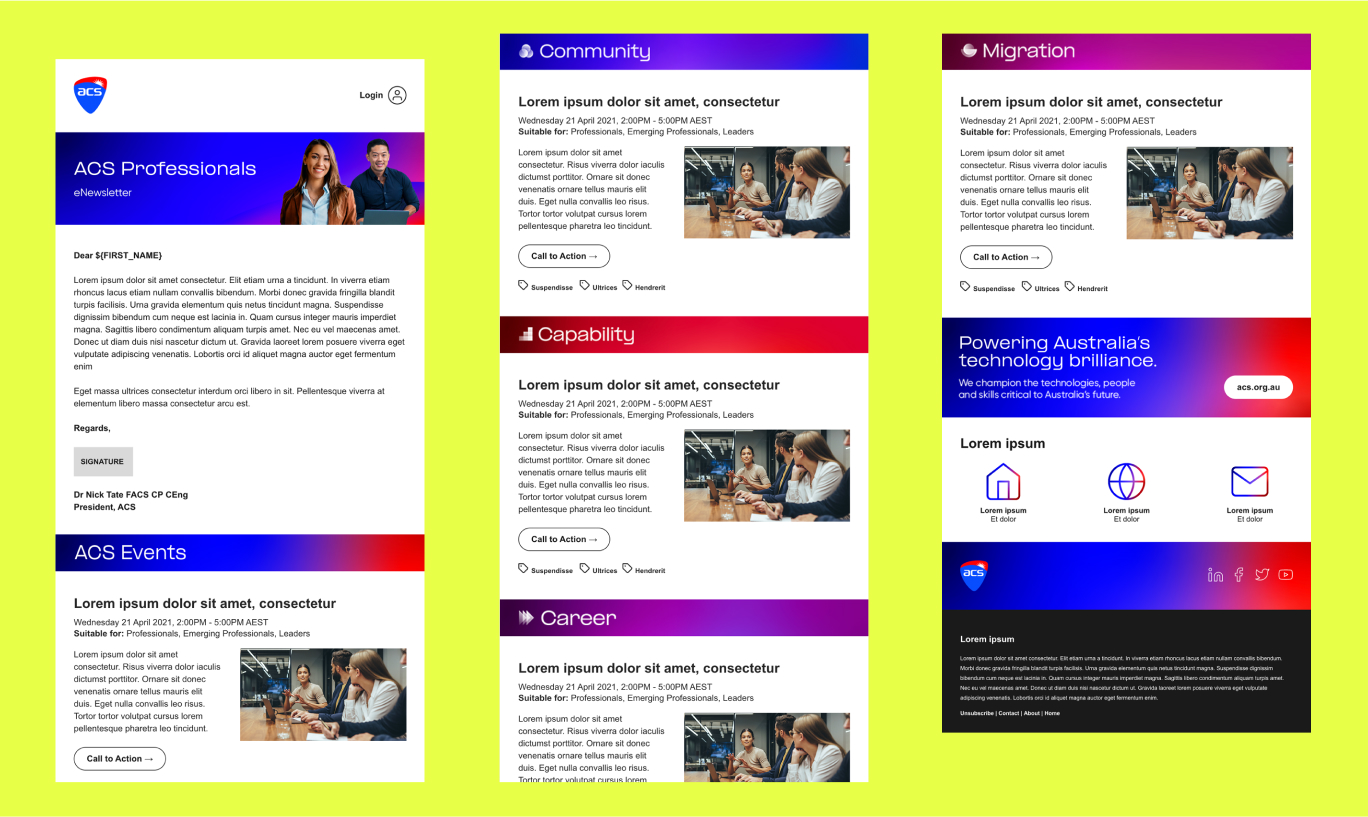 acs
Login
ACS Professionals
eNewsletter
Dear ${FIRST_NAME}
Lorem ipsum dolor sit amet consectetur. Elit etiam urna a tincidunt. In viverra etiam
rhoncus lacus etiam nullam convallis bibendum. Morbi donec gravida fringilla blandit
turpis facilisis. Urna gravida elementum quis netus tincidunt magna. Suspendisse
dignissim bibendum cum neque est lacinia in. Quam cursus integer mauris imperdiet
magna. Sagittis libero condimentum aliquam turpis amet. Nec eu vel maecenas amet.
Donec ut diam duis nisi nascetur dictum ut. Gravida laoreet lorem posuere viverra eget
vulputate adipiscing venenatis. Lobortis orci id aliquet magna auctor eget fermentum
enim
Eget massa ultrices consectetur interdum orci libero in sit. Pellentesque viverra at
elementum libero massa consectetur arcu est.
Regards,
SIGNATURE
Dr Nick Tate FACS CP CEng
President, ACS
ACS Events
Lorem ipsum dolor sit amet, consectetur
Wednesday 21 April 2021, 2:00PM - 5:00PM AEST
Suitable for: Professionals, Emerging Professionals, Leaders
Lorem ipsum dolor sit amet
consectetur. Risus viverra dolor iaculis
dictumst porttitor. Ornare sit donec
venenatis ornare tellus mauris elit
duis. Eget nulla convallis leo risus.
Tortor tortor volutpat cursus lorem
pellentesque pharetra leo tincidunt.
Call to Action →
Community
Lorem ipsum dolor sit amet, consectetur
Wednesday 21 April 2021, 2:00PM - 5:00PM AEST
Suitable for: Professionals, Emerging Professionals, Leaders
Lorem ipsum dolor sit amet
consectetur. Risus viverra dolor iaculis
dictumst porttitor. Ornare sit donec
venenatis ornare tellus mauris elit
duis. Eget nulla convallis leo risus.
Tortor tortor volutpat cursus lorem
pellentesque pharetra leo tincidunt.
Call to Action →
Suspendisse Ultrices Hendrerit
Capability
Lorem ipsum dolor sit amet, consectetur
Wednesday 21 April 2021, 2:00PM - 5:00PM AEST
Suitable for: Professionals, Emerging Professionals, Leaders
Lorem ipsum dolor sit amet
consectetur. Risus viverra dolor iaculis
dictumst porttitor. Ornare sit donec
venenatis ornare tellus mauris elit
duis. Eget nulla convallis leo risus.
Tortor tortor volutpat cursus lorem
pellentesque pharetra leo tincidunt.
Call to Action →
Suspendisse Ultrices Hendrerit
Career
Lorem ipsum dolor sit amet, consectetur
Wednesday 21 April 2021, 2:00PM - 5:00PM AEST
Suitable for: Professionals, Emerging Professionals, Leaders
Lorem ipsum dolor sit amet
consectetur. Risus viverra dolor iaculis
dictumst porttitor. Ornare sit donec
venenatis ornare tellus mauris elit
duis. Eget nulla convallis leo risus.
Tortor tortor volutpat cursus lorem
Migration
Lorem ipsum dolor sit amet, consectetur
Wednesday 21 April 2021, 2:00PM - 5:00PM AEST
Suitable for: Professionals, Emerging Professionals, Leaders
Lorem ipsum dolor sit amet
consectetur. Risus viverra dolor iaculis
dictumst porttitor. Ornare sit donec
venenatis ornare tellus mauris elit
duis. Eget nulla convallis leo risus.
Tortor tortor volutpat cursus lorem
pellentesque pharetra leo tincidunt.
Call to Action →
Suspendisse Ultrices Hendrerit
Powering Australia's
technology brilliance.
We champion the technologies, people
and skills critical to Australia's future.
acs.org.au
Lorem ipsum
Lorem ipsum
Et dolor
Lorem ipsum
Et dolor
Lorem ipsum
Et dolor
acs
Lorem ipsum
Lorem ipsum dolor sit amet consectetur. Elit etiam urna a tincidunt. In viverra etiam rhoncus lacus etiam nullam convallis bibendum.
Morbi donec gravida fringilla blandit turpis facilisis. Urna gravida elementum quis netus tincidunt magna. Suspendisse dignissim
bibendum cum neque est lacinia in. Quam cursus integer mauris imperdiet magna. Sagittis libero condimentum aliquam turpis amet.
Nec eu vel maecenas amet. Donec ut diam duis nisi nascetur dictum ut. Gravida laoreet lorem posuere viverra eget vulputate
adipiscing venenatis. Lobortis orci id aliquet magna auctor eget fermentum enim.
Unsubscribe | Contact | About | Home